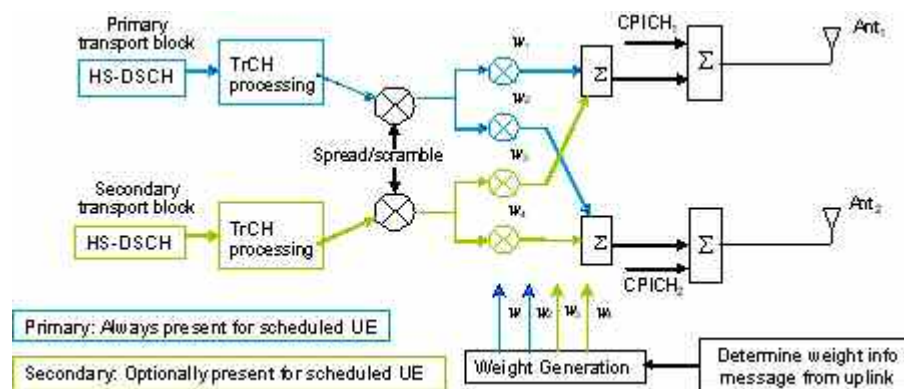 Primary
transport block
HS-DSCH
TrCH
processing
w₁
w₂
Spread/scramble
w₃
w₄
Σ
Σ
CPICH₁
Σ
Ant₁
Secondary
transport block
HS-DSCH
TrCH
processing
CPICH₂
Σ
Ant₂
Primary: Always present for scheduled UE
Secondary: Optionally present for scheduled UE
w w₂ w₃ w₄
Weight Generation
Determine weight info
message from uplink